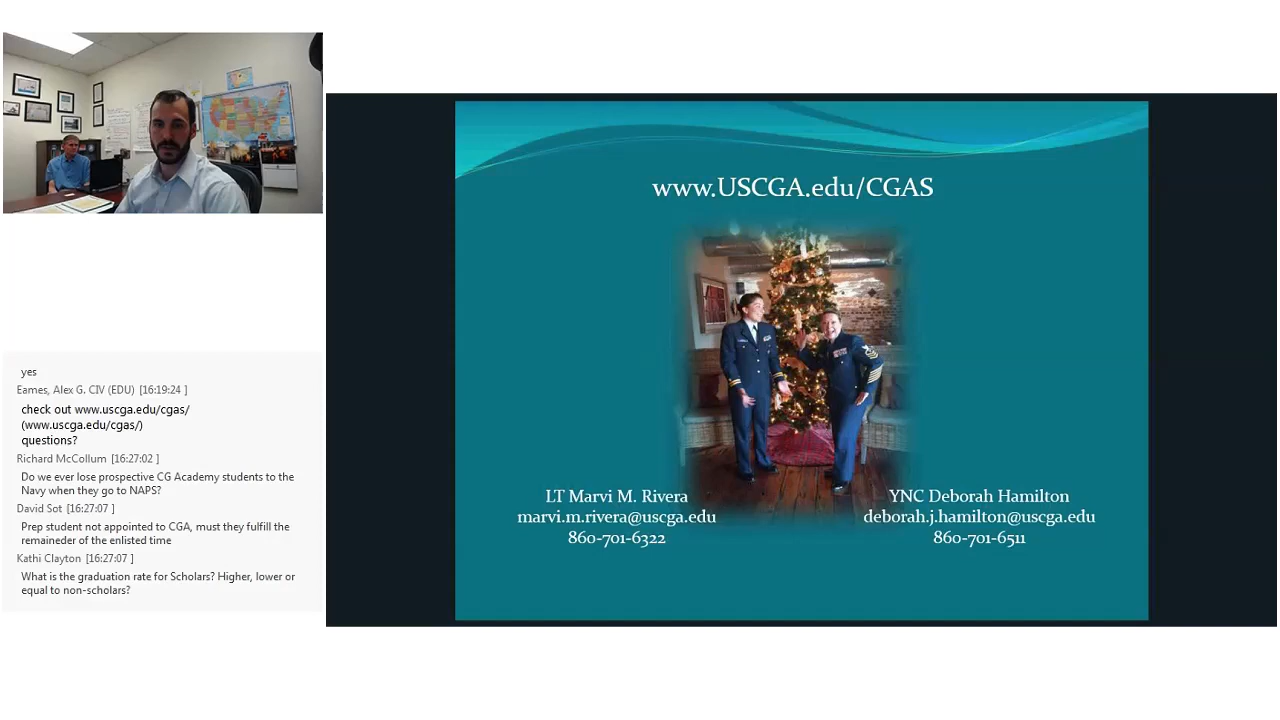 www.USCGA.edu/CGAS
LT Marvi M. Rivera
marvi.m.rivera@uscga.edu
860-701-6322
YNC Deborah Hamilton
deborah.j.hamilton@uscga.edu
860-701-6511
yes
Eames, Alex G. CIV (EDU) [16:19:24 ]
check out www.uscga.edu/cgas/
(www.uscga.edu/cgas/)
questions?
Richard McCollum [16:27:02 ]
Do we ever lose prospective CG Academy students to the
Navy when they go to NAPS?
David Sot [16:27:07 ]
Prep student not appointed to CGA, must they fulfill the
remaineder of the enlisted time
Kathi Clayton [16:27:07 ]
What is the graduation rate for Scholars? Higher, lower or
equal to non-scholars?